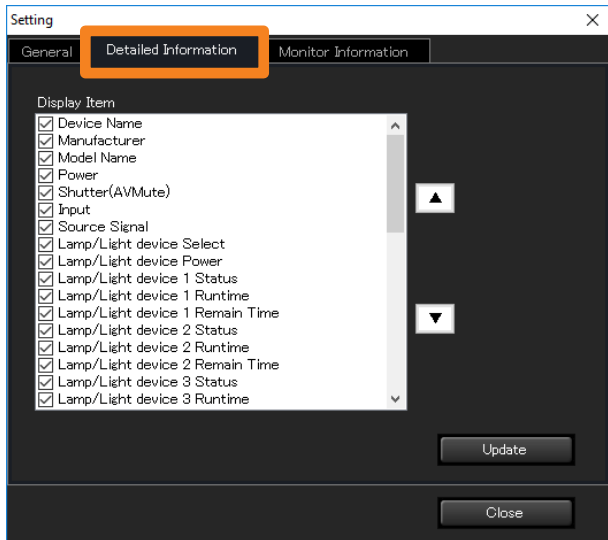 Setting
General Detailed Information Monitor Information
Display Item
Device Name
Manufacturer
Model Name
Power
Shutter(AVMute)
Input
Source Signal
Lamp/Light device Select
Lamp/Light device Power
Lamp/Light device 1 Status
Lamp/Light device 1 Runtime
Lamp/Light device 1 Remain Time
Lamp/Light device 2 Status
Lamp/Light device 2 Runtime
Lamp/Light device 2 Remain Time
Lamp/Light device 3 Status
Lamp/Light device 3 Runtime
Update
Close